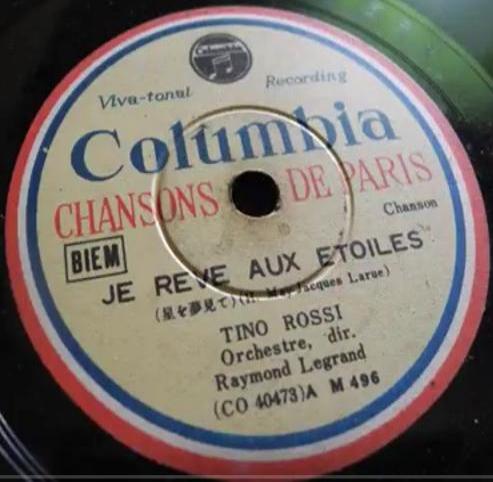 Columbia
Viva-tonal Recording
Columbia
CHANSONS DE PARIS
Chanson
BIEM
JE REVE AUX ETOILES
(星を夢見て)(H. May Jacques Larue)
TINO ROSSI
Orchestre, dir.
Raymond Legrand
(CO 40473)A M 496